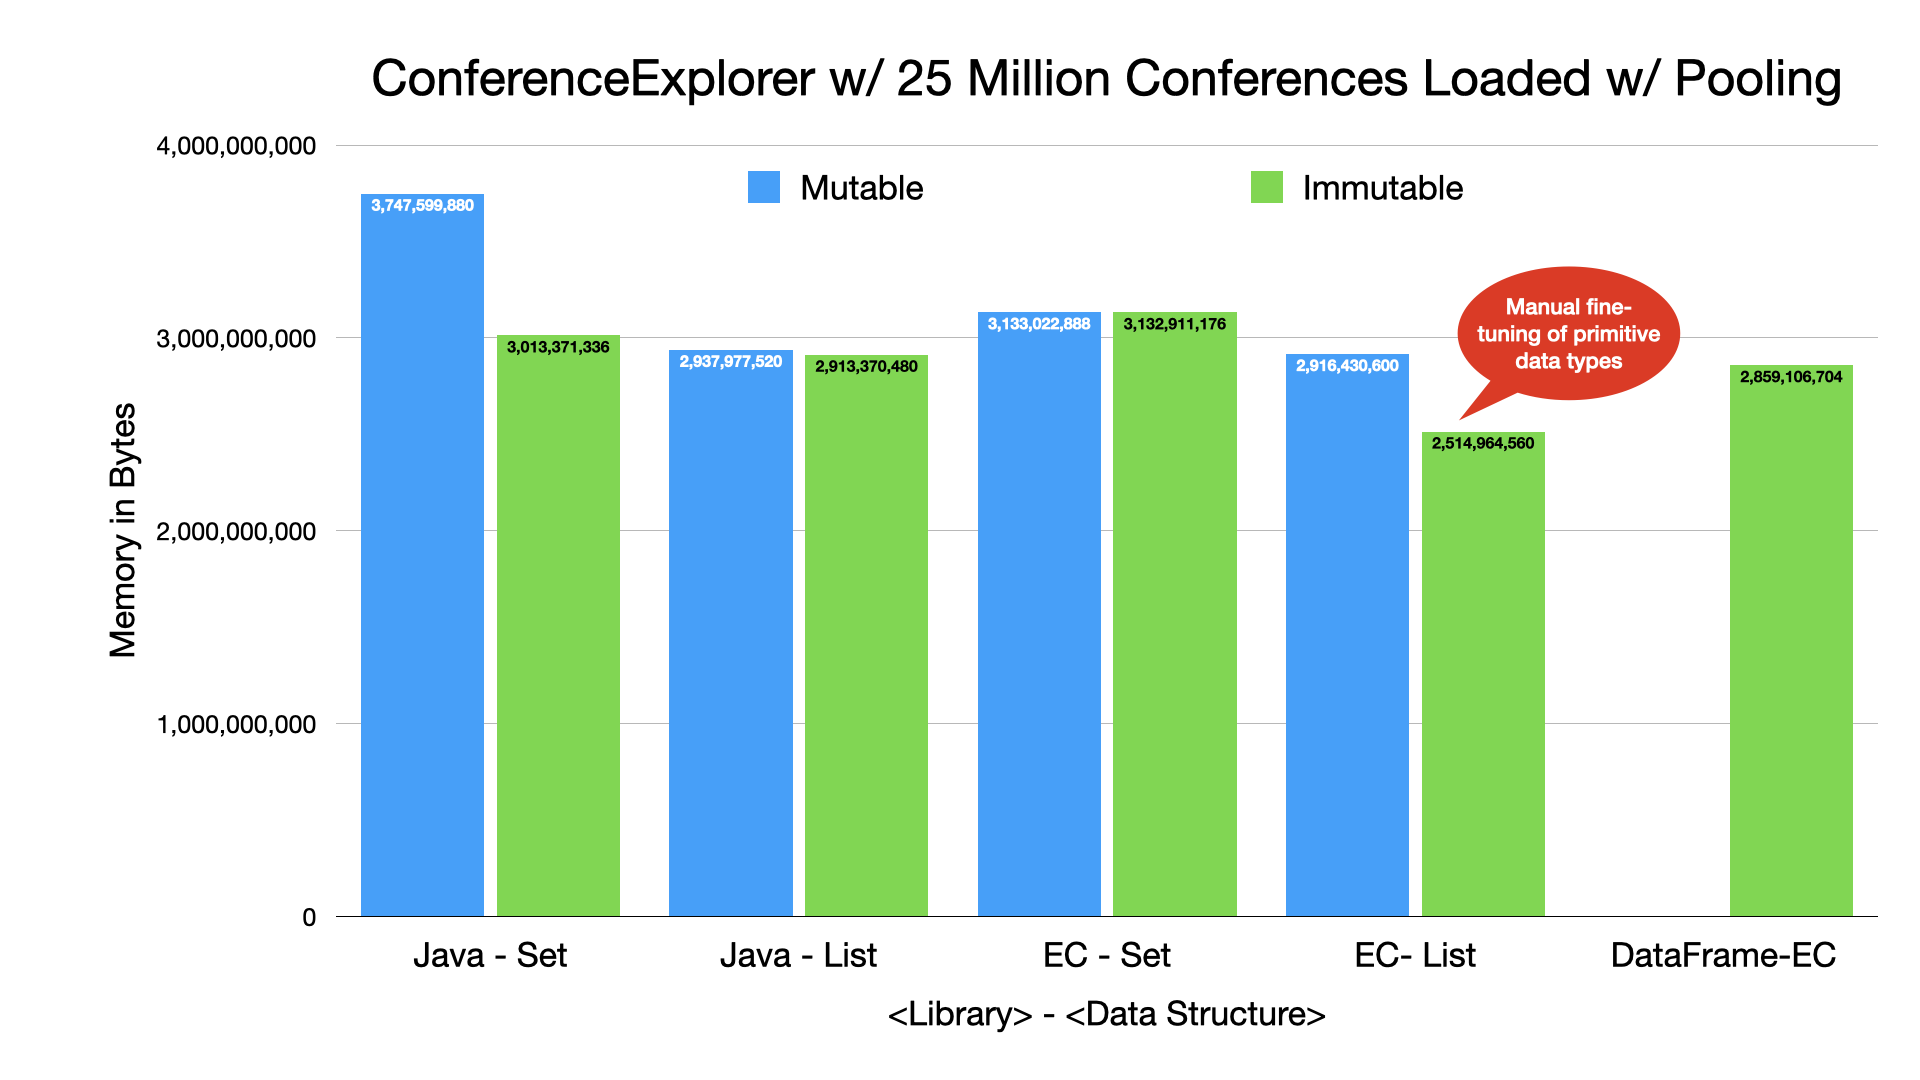 ConferenceExplorer w/ 25 Million Conferences Loaded w/ Pooling
4,000,000,000
3,000,000,000
2,000,000,000
1,000,000,000
0
Memory in Bytes
Mutable
Immutable
3,747,599,880
3,013,371,336
2,937,977,520
2,913,370,480
3,133,022,888
3,132,911,176
2,916,430,600
2,514,964,560
2,859,106,704
Manual fine-
tuning of primitive
data types
Java - Set
Java - List
EC - Set
EC- List
DataFrame-EC
<Library> - <Data Structure>